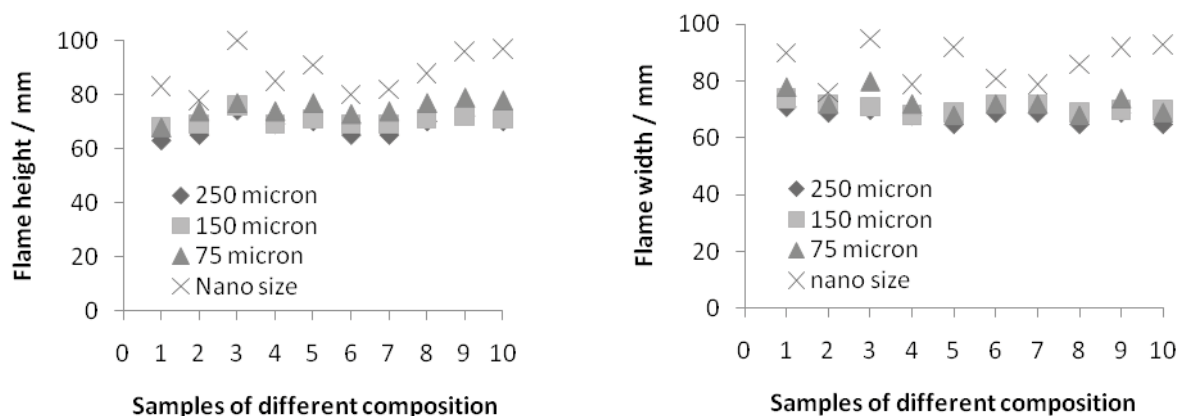 Flame height / mm
100
80
60
40
20
0
250 micron
150 micron
75 micron
Nano size
0 1 2 3 4 5 6 7 8 9 10
Samples of different composition
Flame width / mm
100
80
60
40
20
0
250 micron
150 micron
75 micron
nano size
0 1 2 3 4 5 6 7 8 9 10
Samples of different composition